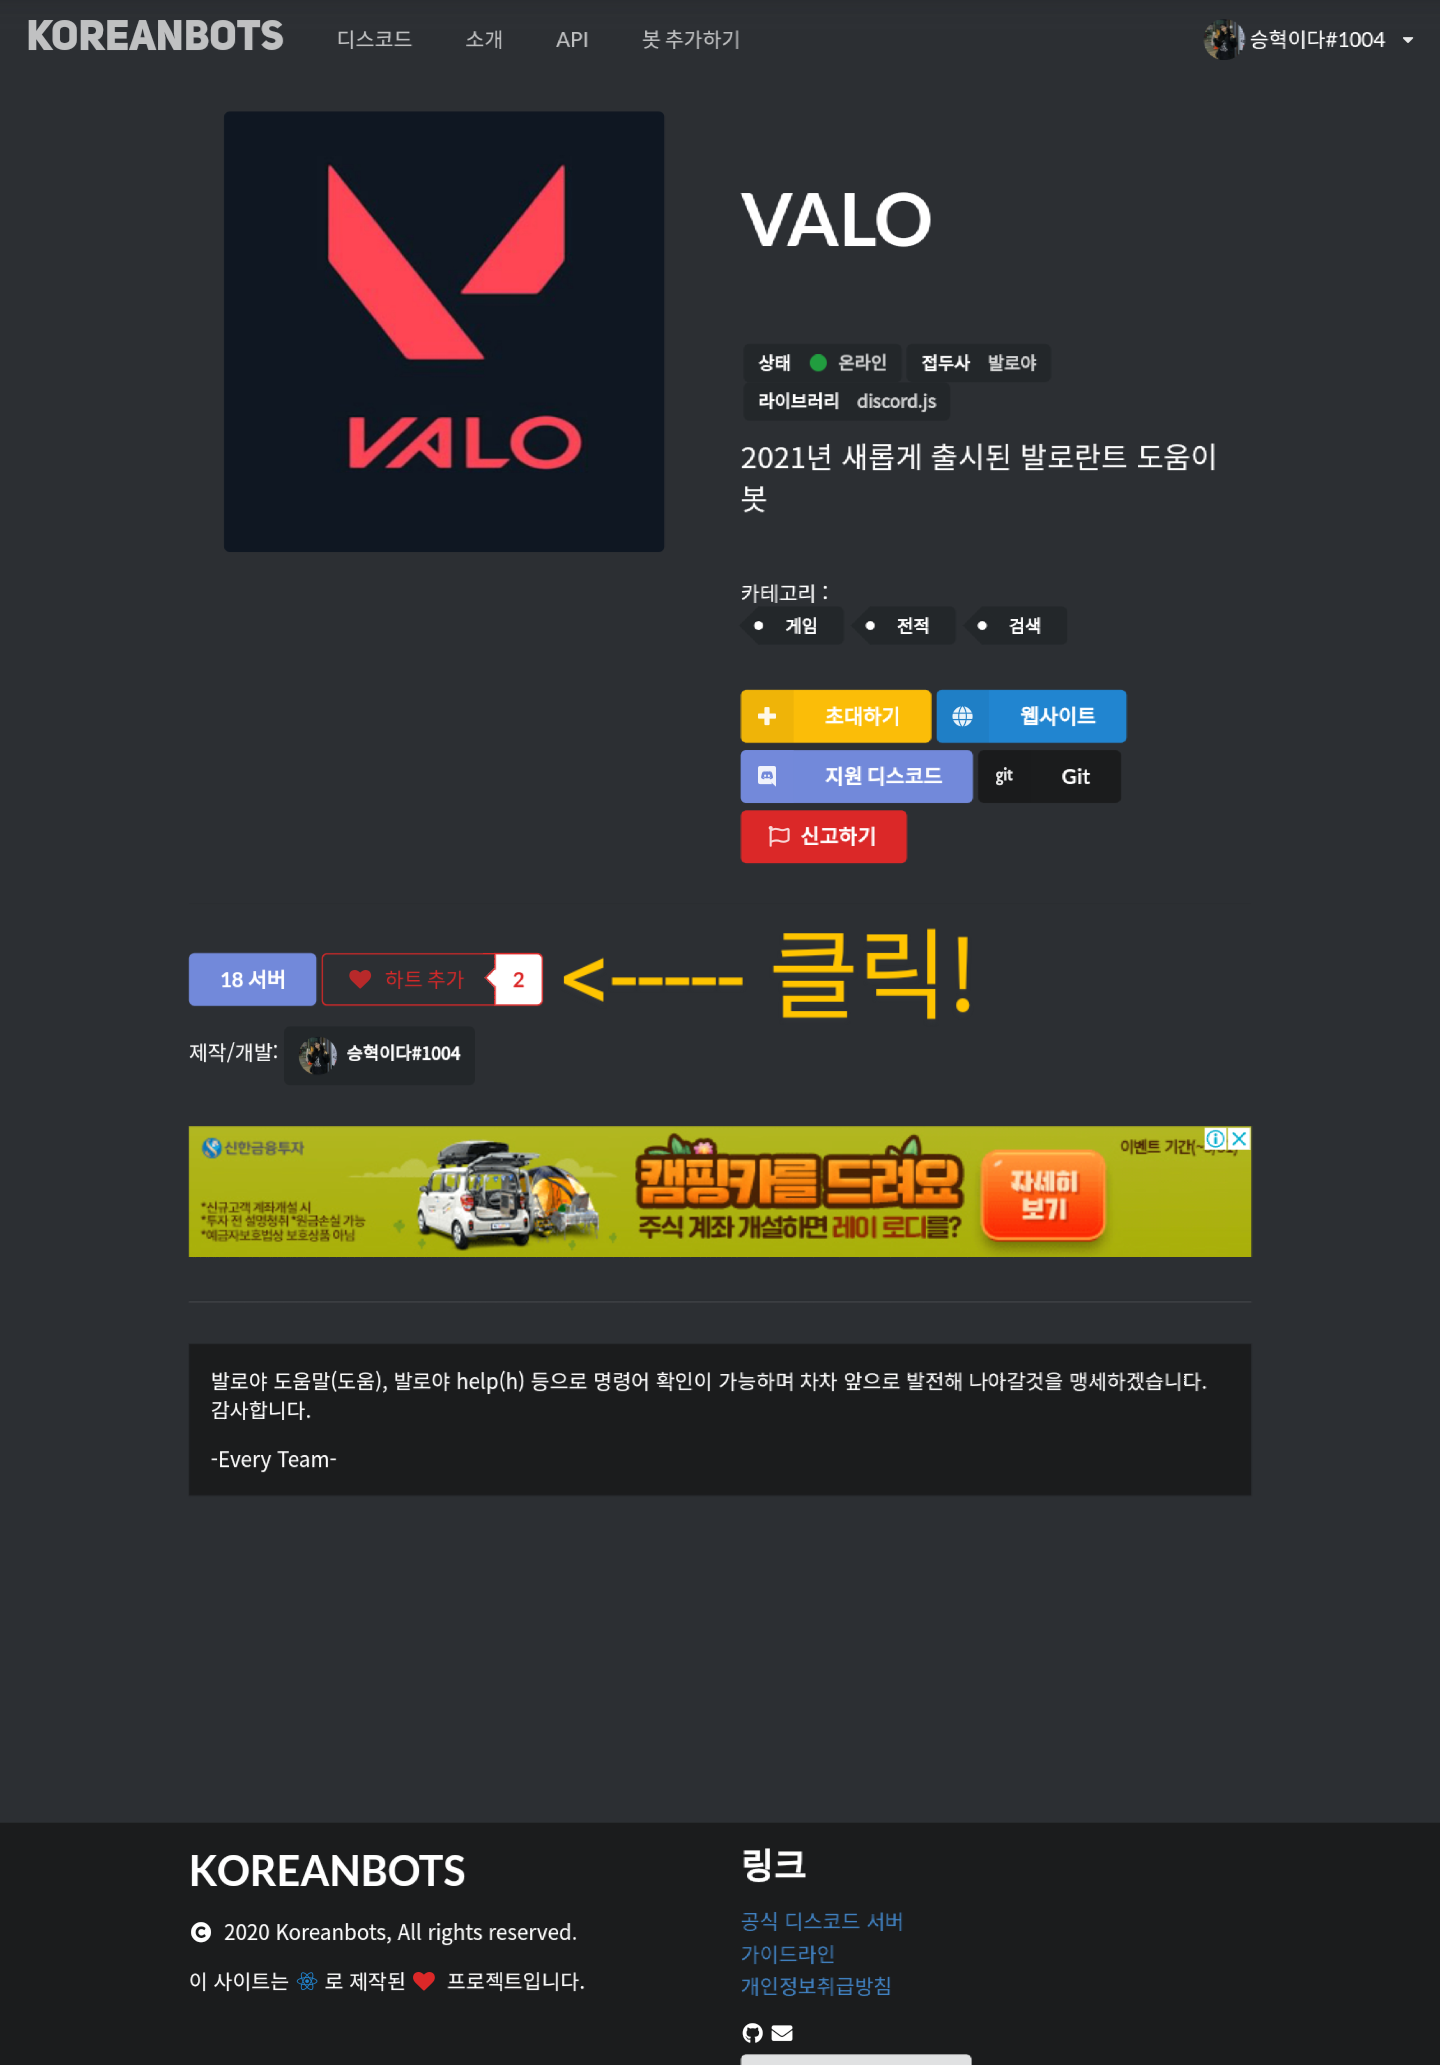 KOREANBOTS 디스코드 소개 API 봇 추가하기 승혁이다#1004
VALO
VALO
상태 온라인 접두사 발로야
라이브러리 discord.js
2021년 새롭게 출시된 발로란트 도움이
봇
카테고리 :
게임 전적 검색
초대하기 웹사이트
지원 디스코드 git Git
신고하기
18 서버 하트 추가 2 <----- 클릭!
제작/개발: 승혁이다#1004
신한금융투자
*신규고객 계좌개설 시
*투자 전 설명청취 *원금손실 가능
*예금자보호법상 보호상품 아님
캠핑카를 드려요
주식 계좌 개설하면 레이 로디를?
자세히
보기
이벤트 기간(~
발로야 도움말(도움), 발로야 help(h) 등으로 명령어 확인이 가능하며 차차 앞으로 발전해 나아갈것을 맹세하겠습니다.
감사합니다.
-Every Team-
KOREANBOTS
© 2020 Koreanbots, All rights reserved.
이 사이트는 로 제작된 프로젝트입니다.
링크
공식 디스코드 서버
가이드라인
개인정보취급방침